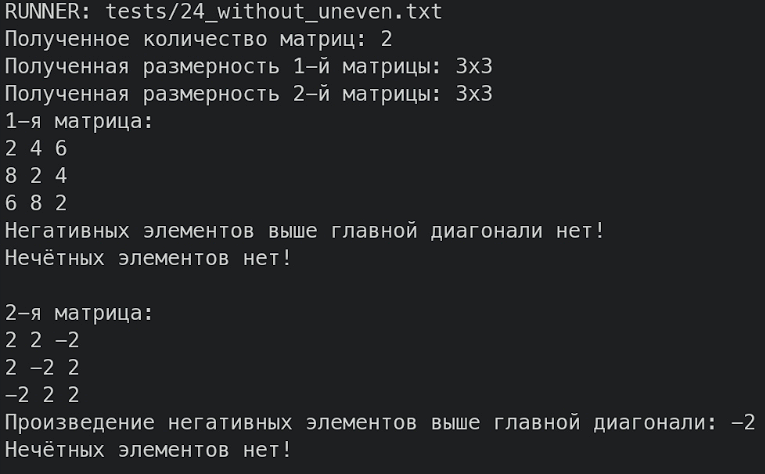 RUNNER: tests/24_without_uneven.txt
Полученное количество матриц: 2
Полученная размерность 1-й матрицы: 3x3
Полученная размерность 2-й матрицы: 3x3
1-я матрица:
2 4 6
8 2 4
6 8 2
Негативных элементов выше главной диагонали нет!
Нечётных элементов нет!

2-я матрица:
2 2 -2
2 -2 2
-2 2 2
Произведение негативных элементов выше главной диагонали: -2
Нечётных элементов нет!